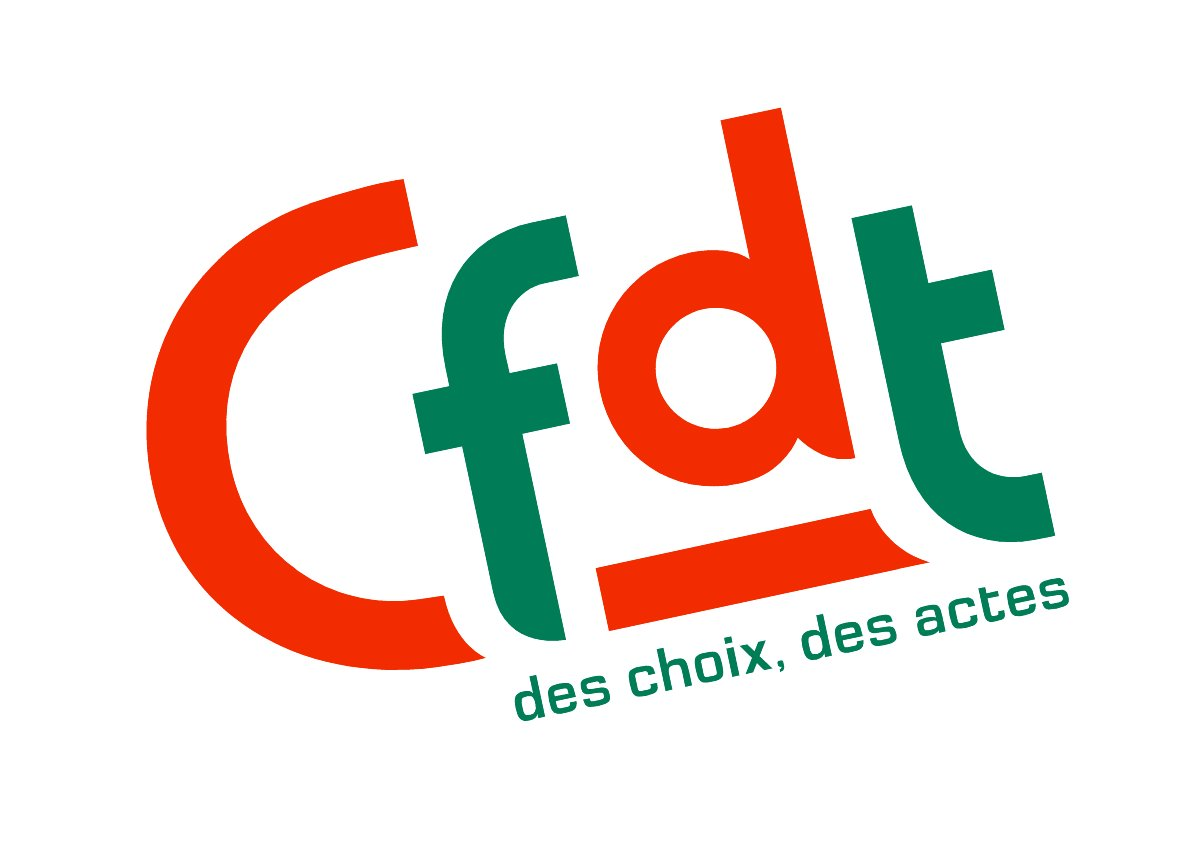 Cfdt
des choix, des actes